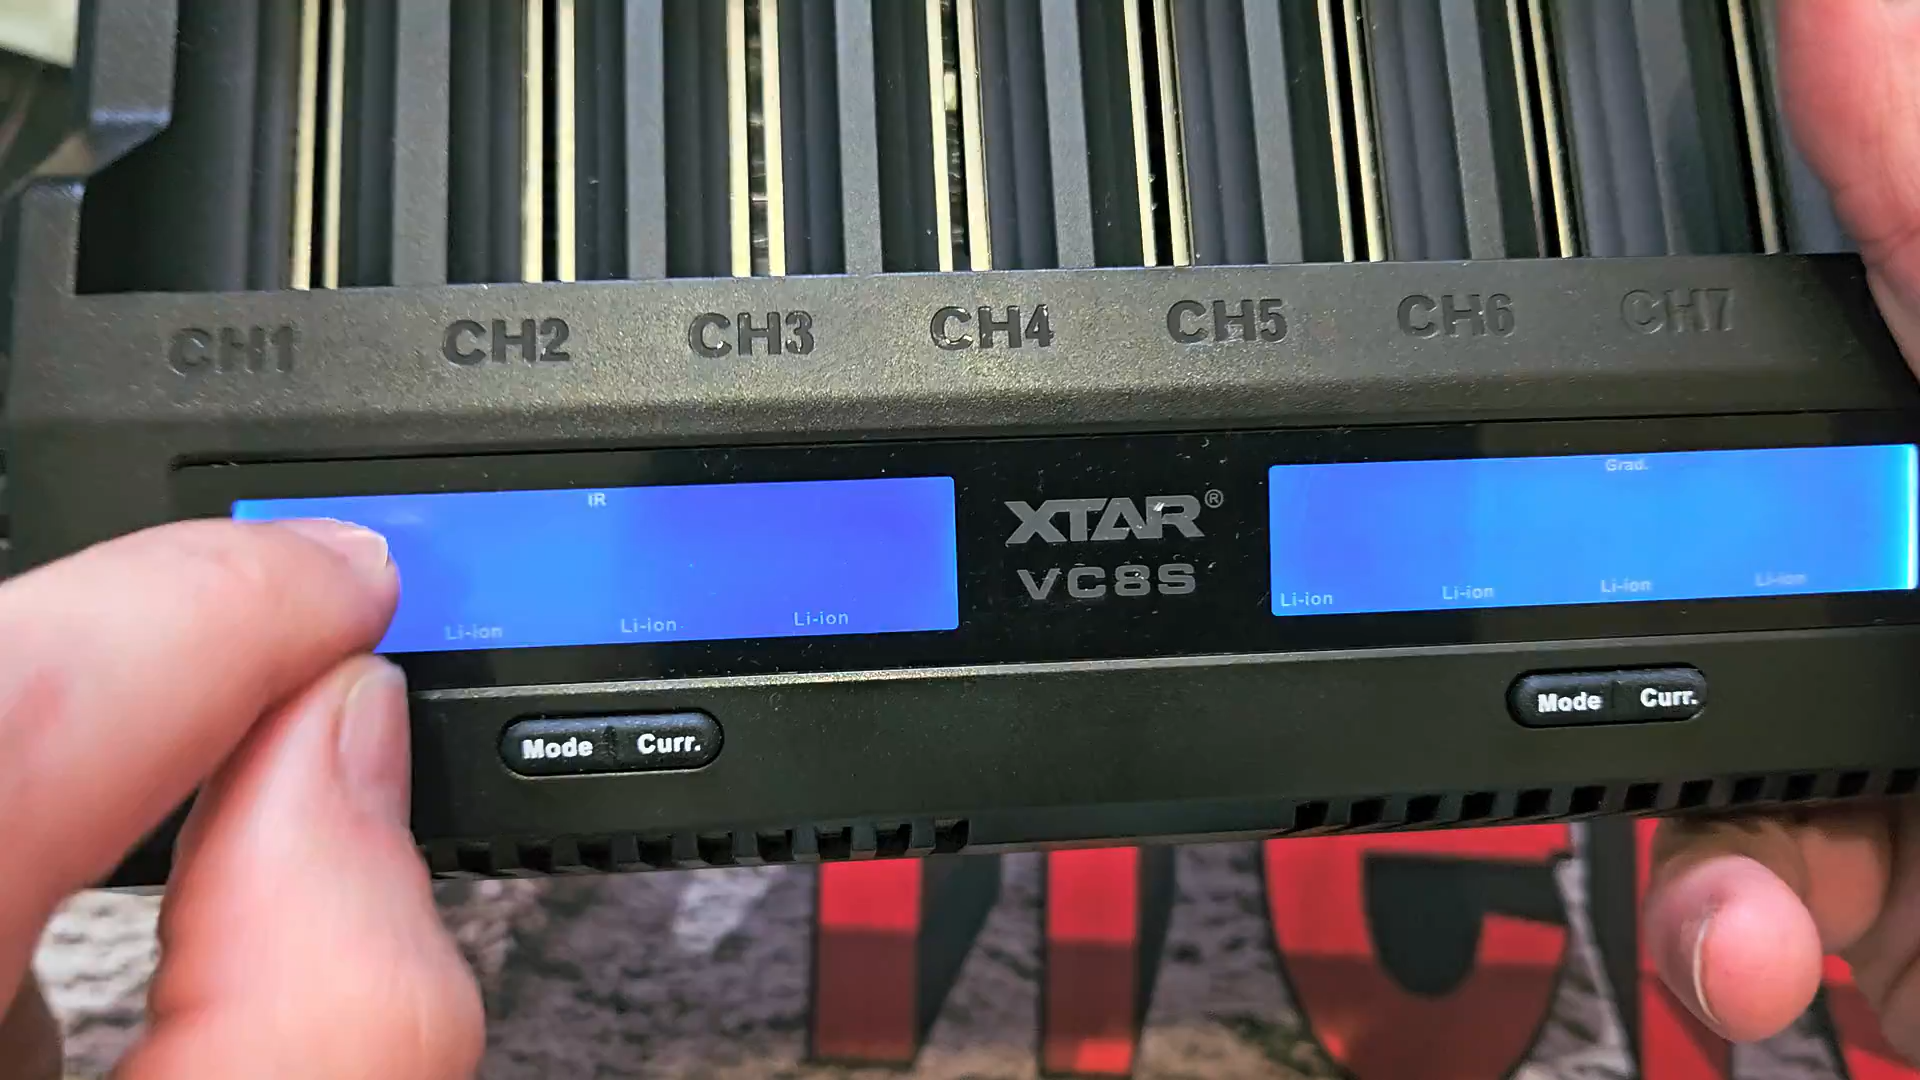 CH1 CH2 CH3 CH4 CH5 CH6 CH7
IR
Grad.
XTAR®
VC8S
Li-ion Li-ion Li-ion
Li-ion Li-ion Li-ion Li-ion
Mode Curr.
Mode Curr.